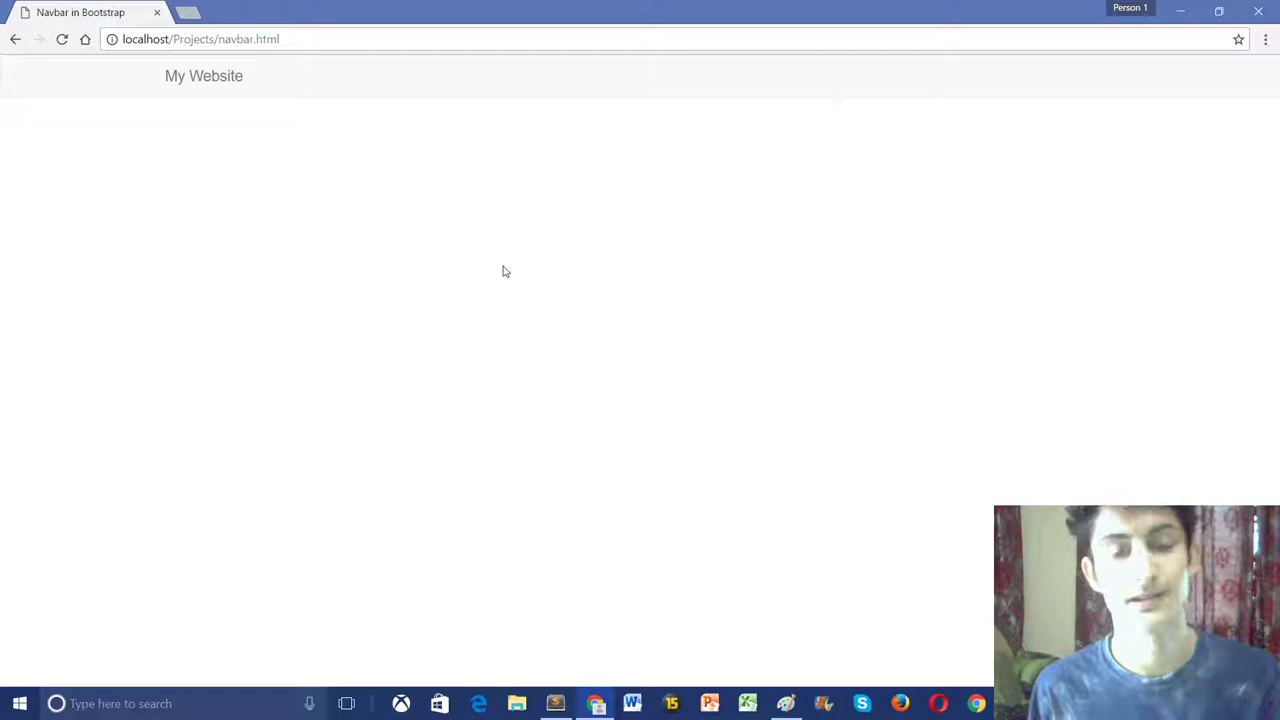 Navbar in Bootstrap
Person 1
localhost/Projects/navbar.html
My Website
Type here to search